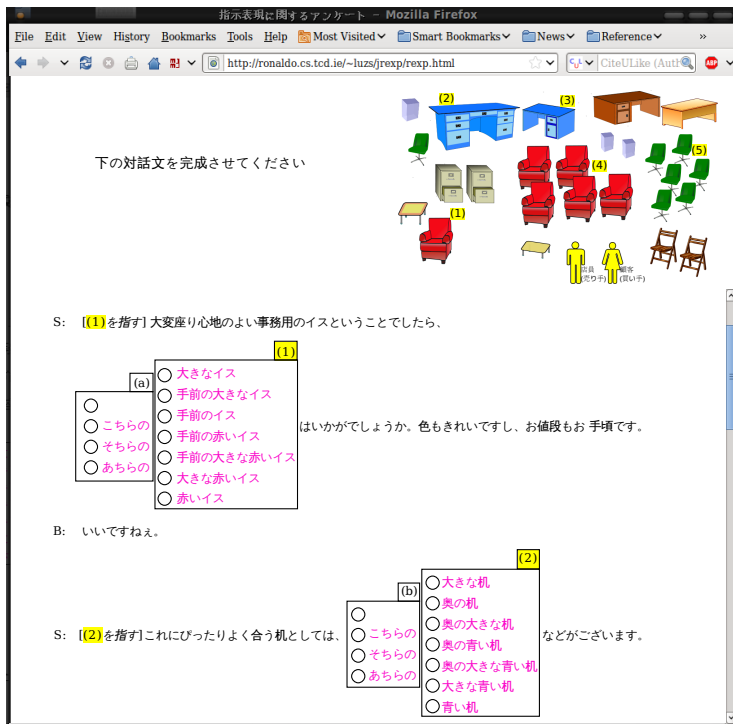 指示表現に関するアンケート - Mozilla Firefox
File Edit View History Bookmarks Tools Help Most Visited Smart Bookmarks News Reference »
http://ronaldo.cs.tcd.ie/~luzs/jrexp/rexp.html CiteULike (Auth ABP
下の対話文を完成させてください
(2)
(3)
(4)
(5)
(1)
店員 顧客
(売り手) (買い手)
S: [(1)を指す] 大変座り心地のよい事務用のイスということでしたら、
(a)
こちらの
そちらの
あちらの
(1)
大きなイス
手前の大きなイス
手前のイス
手前の赤いイス
手前の大きな赤いイス
大きな赤いイス
赤いイス
はいかがでしょうか。色もきれいですし、お値段もお 手頃です。
B: いいですねぇ。
S: [(2)を指す]これにぴったりよく合う机としては、
(b)
こちらの
そちらの
あちらの
(2)
大きな机
奥の机
奥の大きな机
奥の青い机
奥の大きな青い机
大きな青い机
青い机
などがございます。